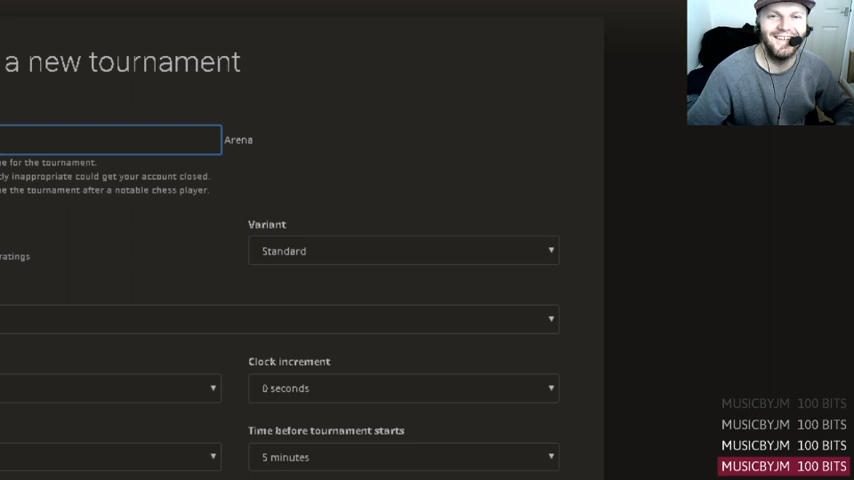 a new tournament
Arena
e for the tournament.
tly inappropriate could get your account closed.
e the tournament after a notable chess player.
Variant
Standard
ratings
Clock increment
0 seconds
Time before tournament starts
5 minutes
MUSICBYJM 100 BITS
MUSICBYJM 100 BITS
MUSICBYJM 100 BITS
MUSICBYJM 100 BITS